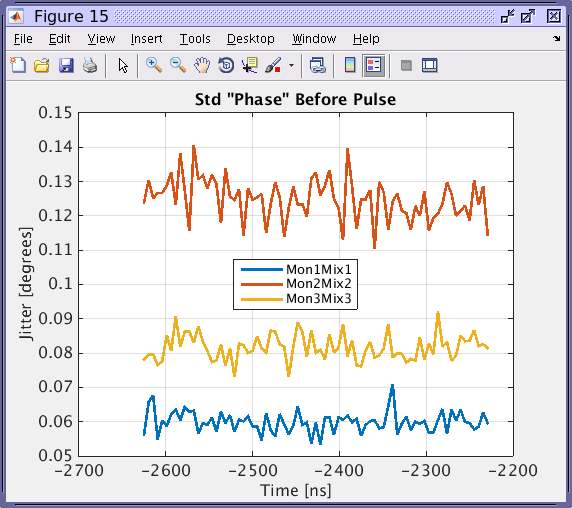 Figure 15
File Edit View Insert Tools Desktop Window Help
Std "Phase" Before Pulse
0.15
0.14
0.13
0.12
0.11
0.1
0.09
0.08
0.07
0.06
0.05
Jitter [degrees]
Mon1Mix1
Mon2Mix2
Mon3Mix3
-2700 -2600 -2500 -2400 -2300 -2200
Time [ns]